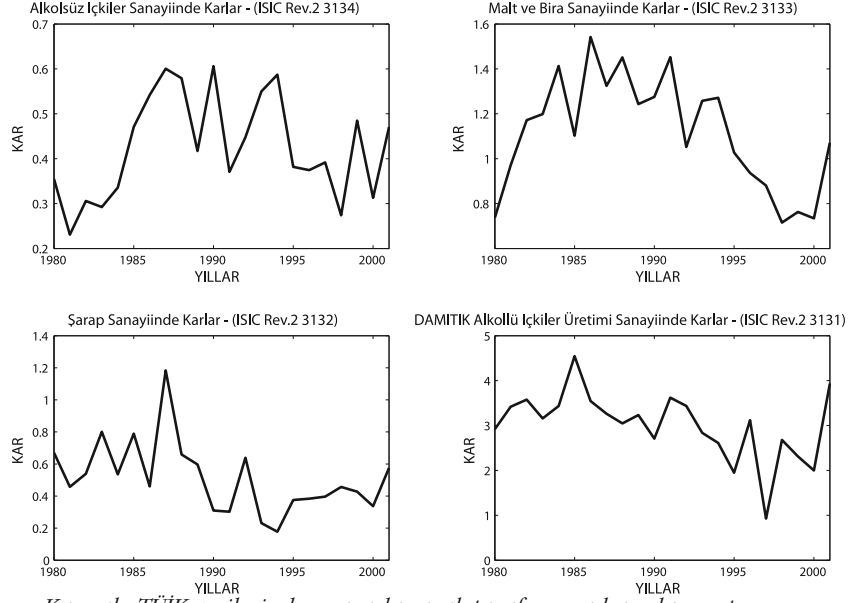 Alkolsüz Içkiler Sanayiinde Karlar - (ISIC Rev.2 3134)
0.7
0.6
0.5
0.4
0.3
0.2
KAR
1980 1985 1990 1995 2000
YILLAR
Malt ve Bira Sanayiinde Karlar - (ISIC Rev.2 3133)
1.6
1.4
1.2
1
0.8
KAR
1980 1985 1990 1995 2000
YILLAR
Şarap Sanayiinde Karlar - (ISIC Rev.2 3132)
1.4
1.2
1
0.8
0.6
0.4
0.2
0
KAR
1980 1985 1990 1995 2000
YILLAR
DAMITIK Alkollü Içkiler Üretimi Sanayiinde Karlar - (ISIC Rev.2 3131)
5
4
3
2
1
0
KAR
1980 1985 1990 1995 2000
YILLAR
TÜİK